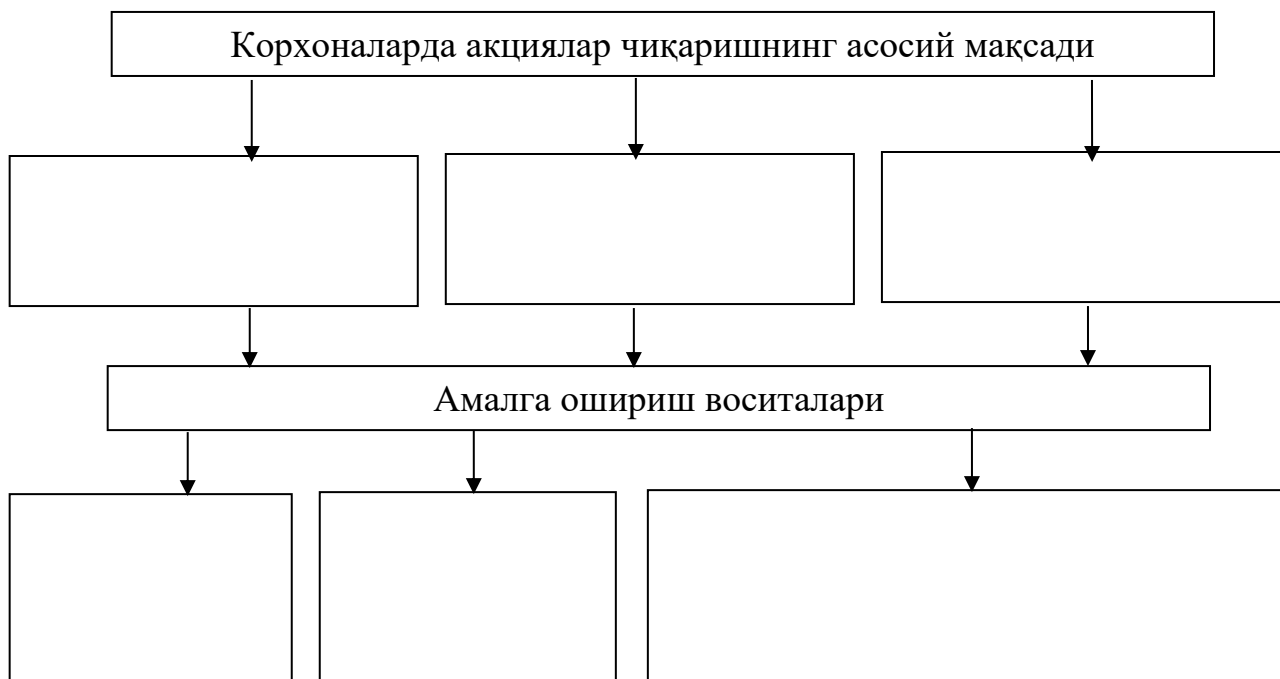 Корхоналарда акциялар чиқаришнинг асосий мақсади
Амалга ошириш воситалари